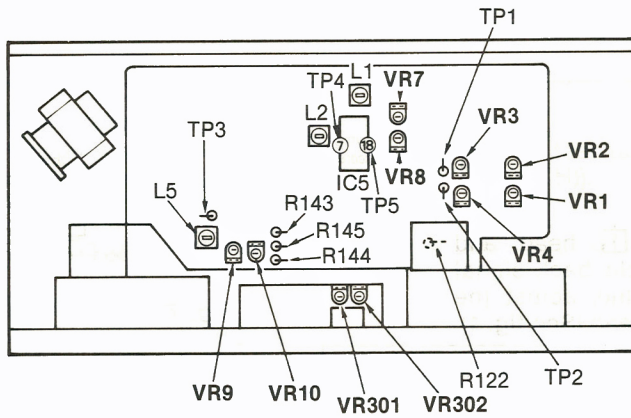 TP1
L1
TP4
VR7
VR3
L2
VR2
TP3
7
18
IC5
VR8
L5
TP5
VR1
R143
R145
VR4
R144
R122
TP2
VR9
VR10
VR301
VR302